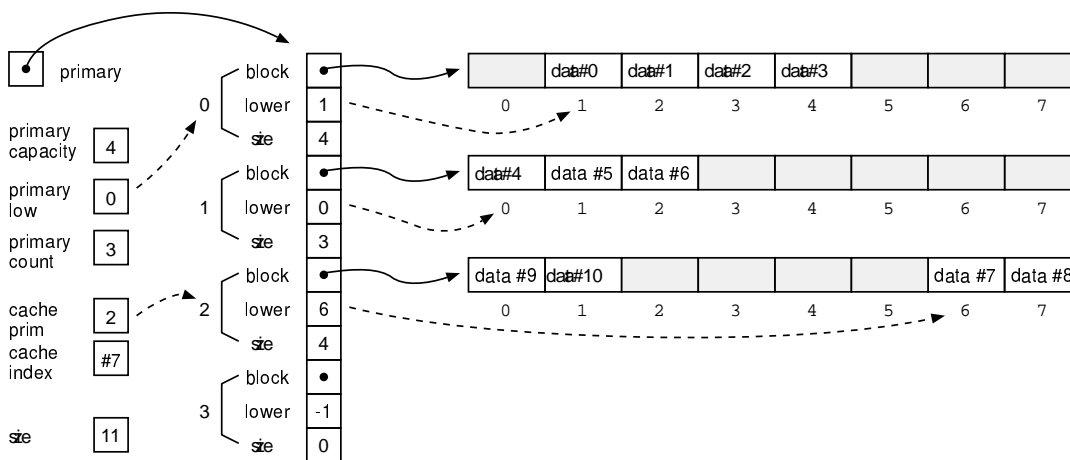 primary
primary capacity 4
primary low 0
primary count 3
cache prim 2
cache index #7
size 11
0
block
lower 1
size 4
1
block
lower 0
size 3
2
block
lower 6
size 4
3
block
lower -1
size 0
data#0 data#1 data#2 data#3
0 1 2 3 4 5 6 7
data#4 data #5 data #6
0 1 2 3 4 5 6 7
data #9 data#10 data #7 data #8
0 1 2 3 4 5 6 7